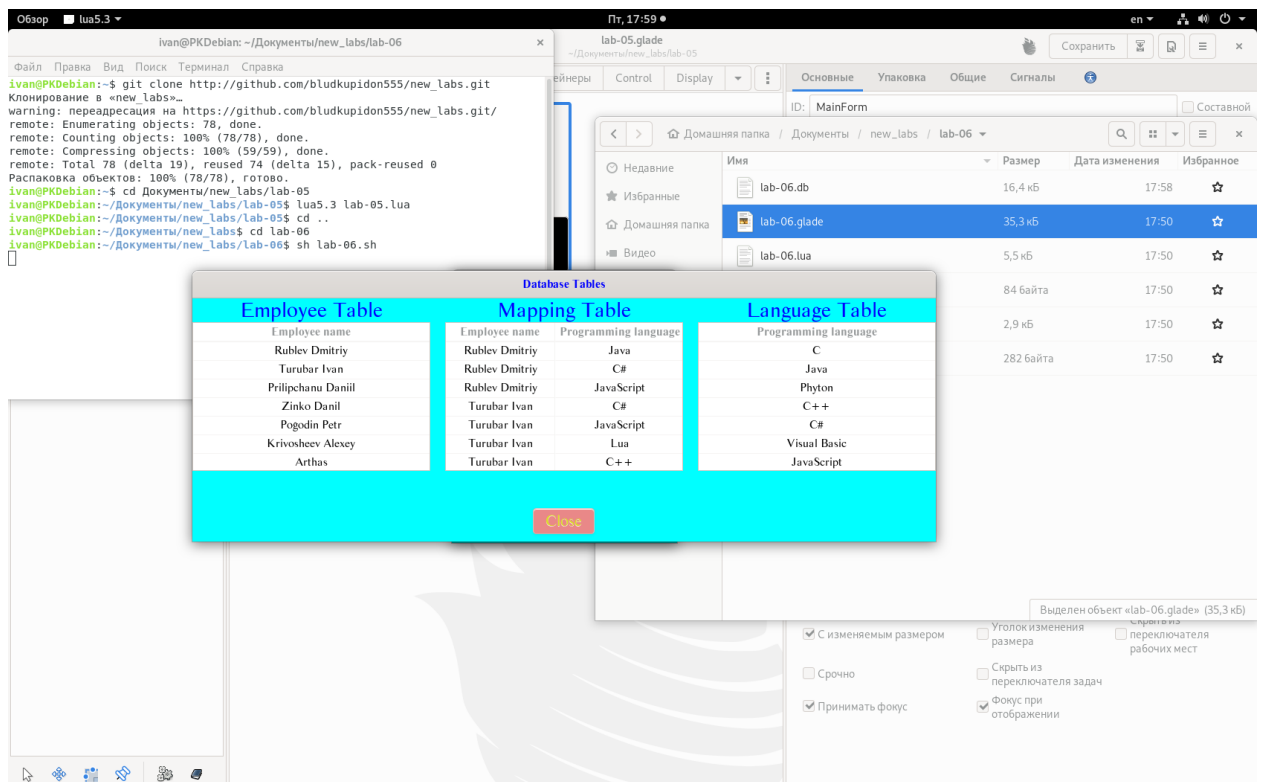 Обзор lua5.3 Пт, 17:59 en
ivan@PKDebian: ~/Документы/new_labs/lab-06
Файл Правка Вид Поиск Терминал Справка
ivan@PKDebian:~$ git clone http://github.com/bludkupidon555/new_labs.git
Клонирование в «new_labs»…
warning: переадресация на https://github.com/bludkupidon555/new_labs.git/
remote: Enumerating objects: 78, done.
remote: Counting objects: 100% (78/78), done.
remote: Compressing objects: 100% (59/59), done.
remote: Total 78 (delta 19), reused 74 (delta 15), pack-reused 0
Распаковка объектов: 100% (78/78), готово.
ivan@PKDebian:~$ cd Документы/new_labs/lab-05
ivan@PKDebian:~/Документы/new_labs/lab-05$ lua5.3 lab-05.lua
ivan@PKDebian:~/Документы/new_labs/lab-05$ cd ..
ivan@PKDebian:~/Документы/new_labs$ cd lab-06
ivan@PKDebian:~/Документы/new_labs/lab-06$ sh lab-06.sh
lab-05.glade
~/Документы/new_labs/lab-05
Сохранить
ейнеры Control Display
Основные Упаковка Общие Сигналы
ID: MainForm Составной
Домашняя папка / Документы / new_labs / lab-06
Недавние
Избранные
Домашняя папка
Видео
Имя Размер Дата изменения Избранное
lab-06.db 16,4 кБ 17:58
lab-06.glade 35,3 кБ 17:50
lab-06.lua 5,5 кБ 17:50
84 байта 17:50
2,9 кБ 17:50
282 байта 17:50
Database Tables
Employee Table
Employee name
Rublev Dmitriy
Turubar Ivan
Prilipchanu Daniil
Zinko Danil
Pogodin Petr
Krivosheev Alexey
Arthas
Mapping Table
Employee name Programming language
Rublev Dmitriy Java
Rublev Dmitriy C#
Rublev Dmitriy JavaScript
Turubar Ivan C#
Turubar Ivan JavaScript
Turubar Ivan Lua
Turubar Ivan C++
Language Table
Programming language
C
Java
Phyton
C++
C#
Visual Basic
JavaScript
Close
Выделен объект «lab-06.glade» (35,3 кБ)
С изменяемым размером
Уголок изменения
размера
Скрыть из
переключателя
рабочих мест
Срочно
Скрыть из
переключателя задач
Принимать фокус
Фокус при
отображении